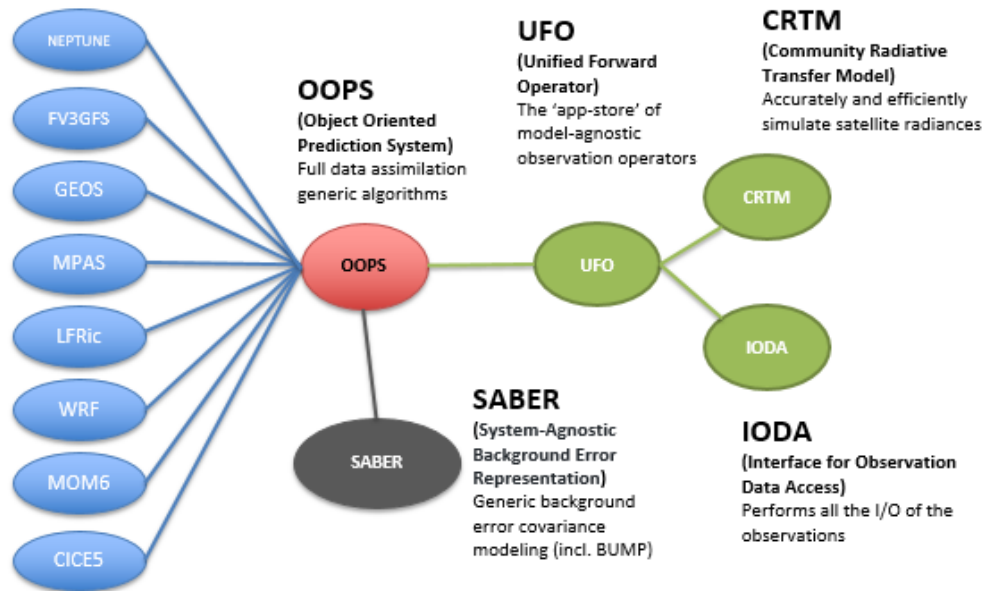 NEPTUNE
FV3GFS
GEOS
MPAS
LFRic
WRF
MOM6
CICE5
OOPS
(Object Oriented
Prediction System)
Full data assimilation
generic algorithms
OOPS
UFO
(Unified Forward
Operator)
The ‘app-store’ of
model-agnostic
observation operators
UFO
CRTM
(Community Radiative
Transfer Model)
Accurately and efficiently
simulate satellite radiances
CRTM
IODA
SABER
SABER
(System-Agnostic
Background Error
Representation)
Generic background
error covariance
modeling (incl. BUMP)
IODA
(Interface for Observation
Data Access)
Performs all the I/O of the
observations